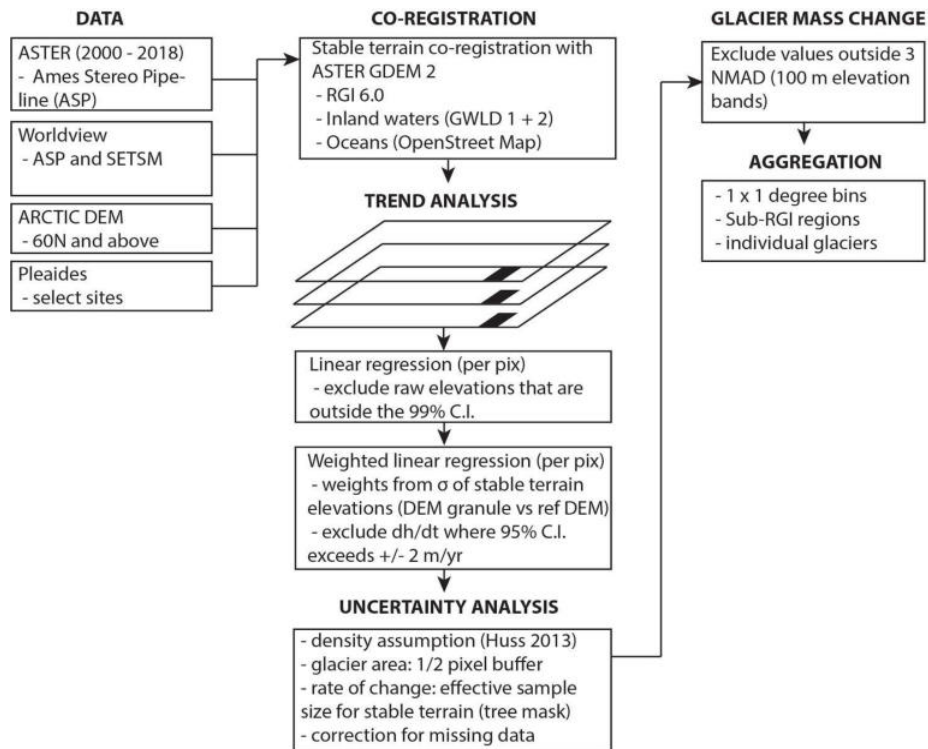 DATA
ASTER (2000 - 2018)
- Ames Stereo Pipe-
line (ASP)
Worldview
- ASP and SETSM
ARCTIC DEM
- 60N and above
Pleaides
- select sites
CO-REGISTRATION
Stable terrain co-registration with
ASTER GDEM 2
- RGI 6.0
- Inland waters (GWLD 1 + 2)
- Oceans (OpenStreet Map)
TREND ANALYSIS
Linear regression (per pix)
- exclude raw elevations that are
outside the 99% C.I.
Weighted linear regression (per pix)
- weights from σ of stable terrain
elevations (DEM granule vs ref DEM)
- exclude dh/dt where 95% C.I.
exceeds +/- 2 m/yr
UNCERTAINTY ANALYSIS
- density assumption (Huss 2013)
- glacier area: 1/2 pixel buffer
- rate of change: effective sample
size for stable terrain (tree mask)
- correction for missing data
GLACIER MASS CHANGE
Exclude values outside 3
NMAD (100 m elevation
bands)
AGGREGATION
- 1 x 1 degree bins
- Sub-RGI regions
- individual glaciers